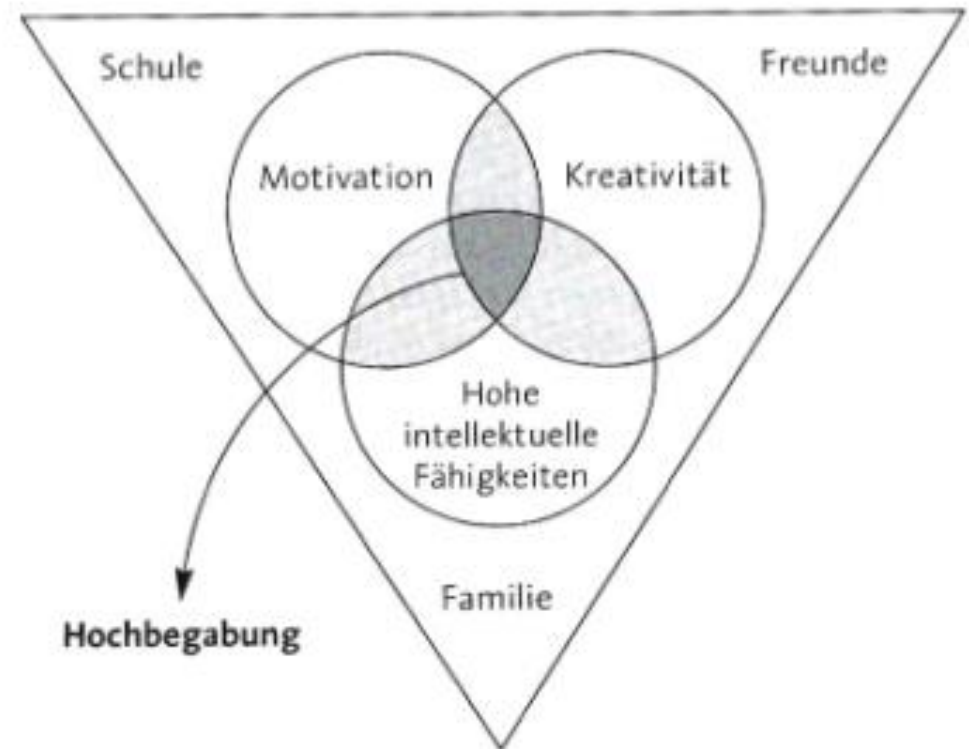 Schule
Freunde
Motivation
Kreativität
Hohe
intellektuelle
Fähigkeiten
Familie
Hochbegabung